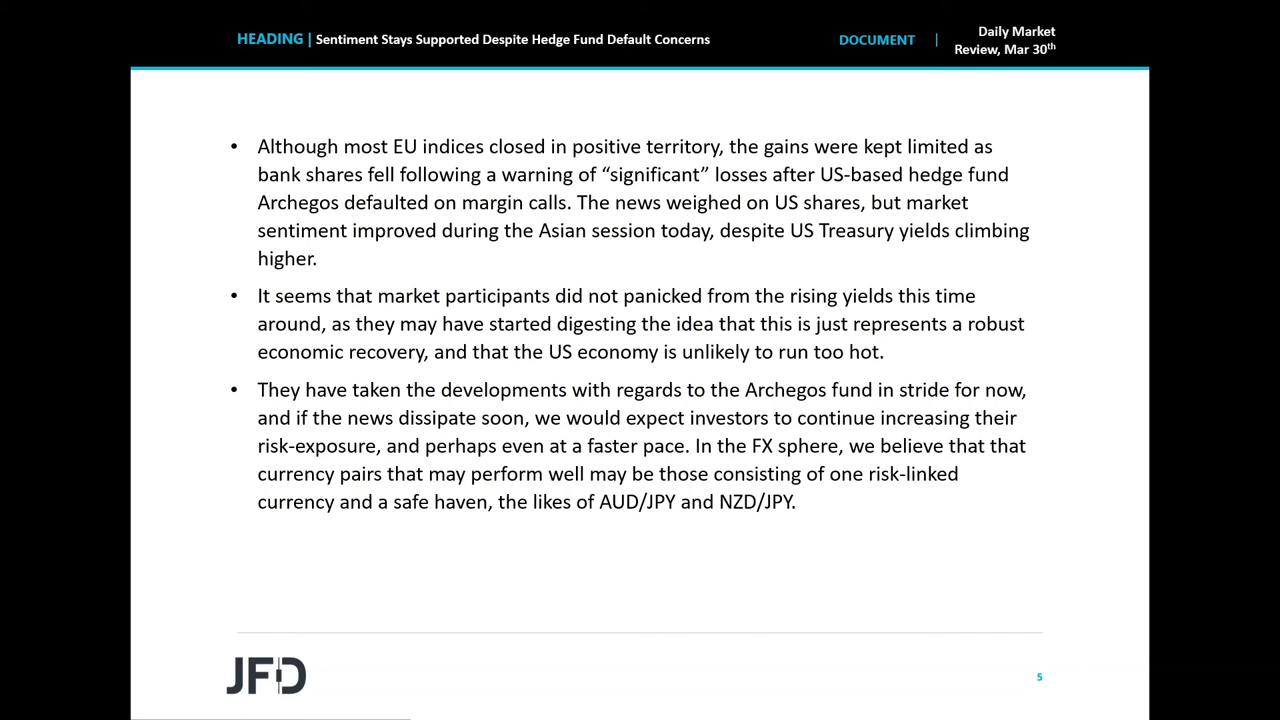 HEADING | Sentiment Stays Supported Despite Hedge Fund Default Concerns
DOCUMENT |
Daily Market
Review, Mar 30th
• Although most EU indices closed in positive territory, the gains were kept limited as
bank shares fell following a warning of “significant” losses after US-based hedge fund
Archegos defaulted on margin calls. The news weighed on US shares, but market
sentiment improved during the Asian session today, despite US Treasury yields climbing
higher.
• It seems that market participants did not panicked from the rising yields this time
around, as they may have started digesting the idea that this is just represents a robust
economic recovery, and that the US economy is unlikely to run too hot.
• They have taken the developments with regards to the Archegos fund in stride for now,
and if the news dissipate soon, we would expect investors to continue increasing their
risk-exposure, and perhaps even at a faster pace. In the FX sphere, we believe that that
currency pairs that may perform well may be those consisting of one risk-linked
currency and a safe haven, the likes of AUD/JPY and NZD/JPY.
JFD
5